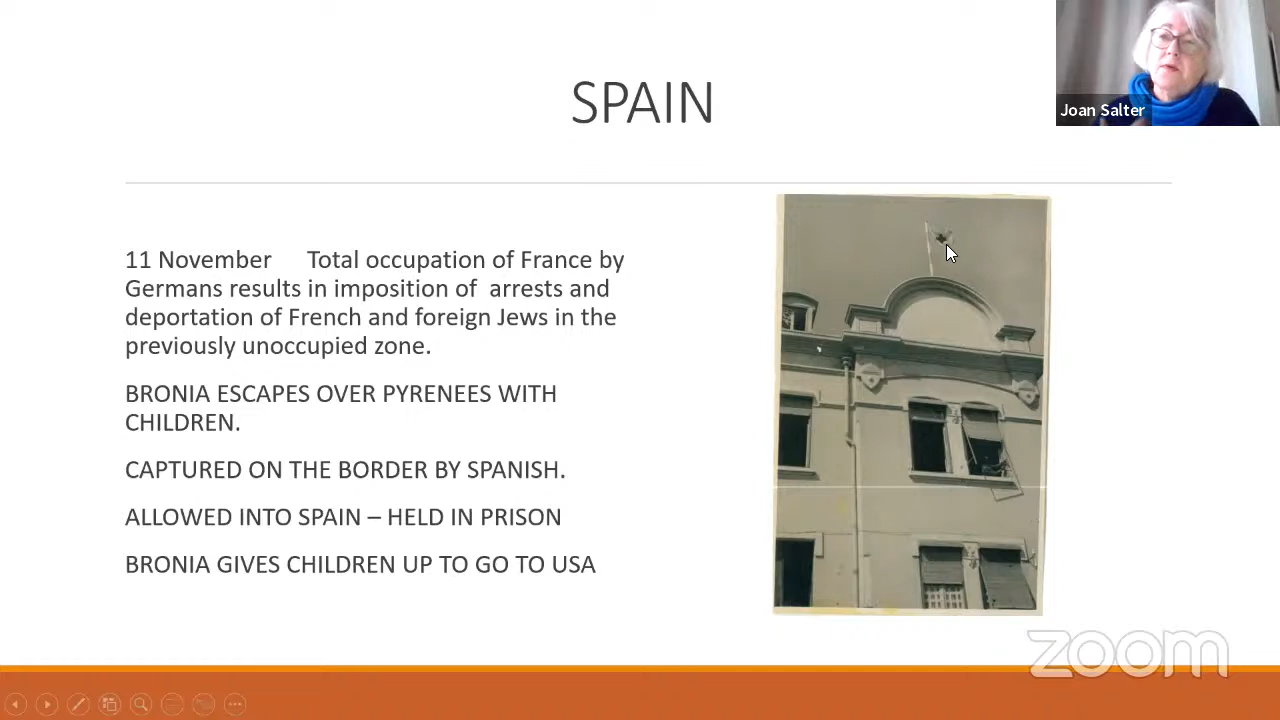 SPAIN
Joan Salter
11 November Total occupation of France by
Germans results in imposition of arrests and
deportation of French and foreign Jews in the
previously unoccupied zone.
BRONIA ESCAPES OVER PYRENEES WITH
CHILDREN.
CAPTURED ON THE BORDER BY SPANISH.
ALLOWED INTO SPAIN – HELD IN PRISON
BRONIA GIVES CHILDREN UP TO GO TO USA
zoom